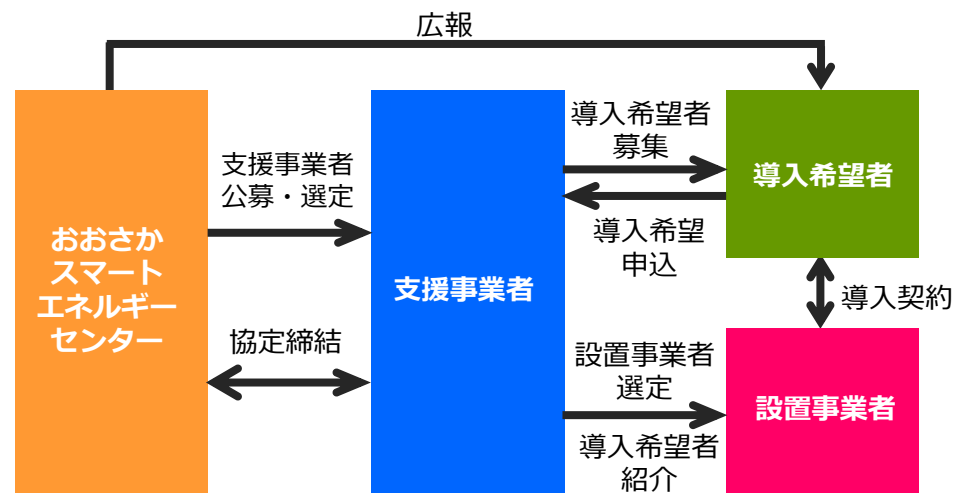 広報
おおさか
スマート
エネルギー
センター
支援事業者
公募・選定
協定締結
支援事業者
導入希望者
募集
導入希望
申込
設置事業者
選定
導入希望者
紹介
導入希望者
導入契約
設置事業者